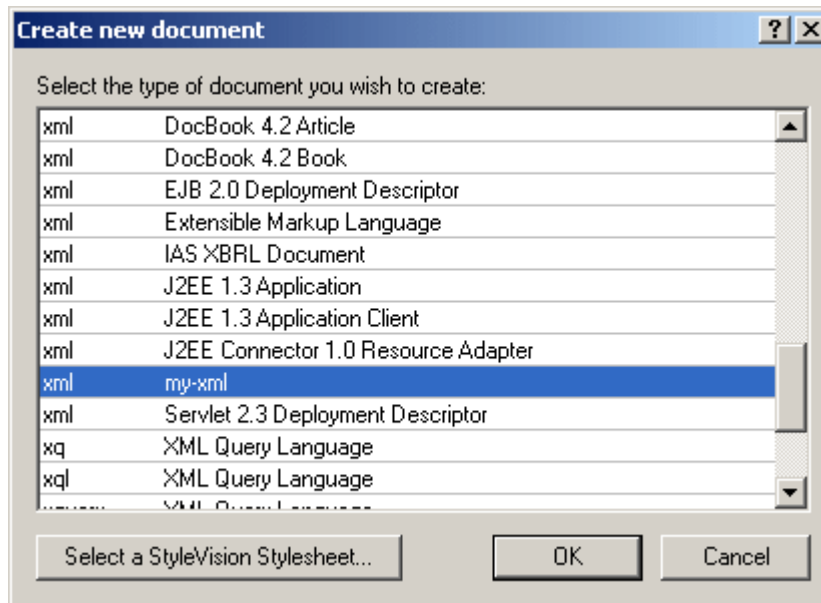 Create new document
Select the type of document you wish to create:
xml DocBook 4.2 Article
xml DocBook 4.2 Book
xml EJB 2.0 Deployment Descriptor
xml Extensible Markup Language
xml IAS XBRL Document
xml J2EE 1.3 Application
xml J2EE 1.3 Application Client
xml J2EE Connector 1.0 Resource Adapter
xml my-xml
xml Servlet 2.3 Deployment Descriptor
xq XML Query Language
xql XML Query Language
Select a StyleVision Stylesheet... OK Cancel